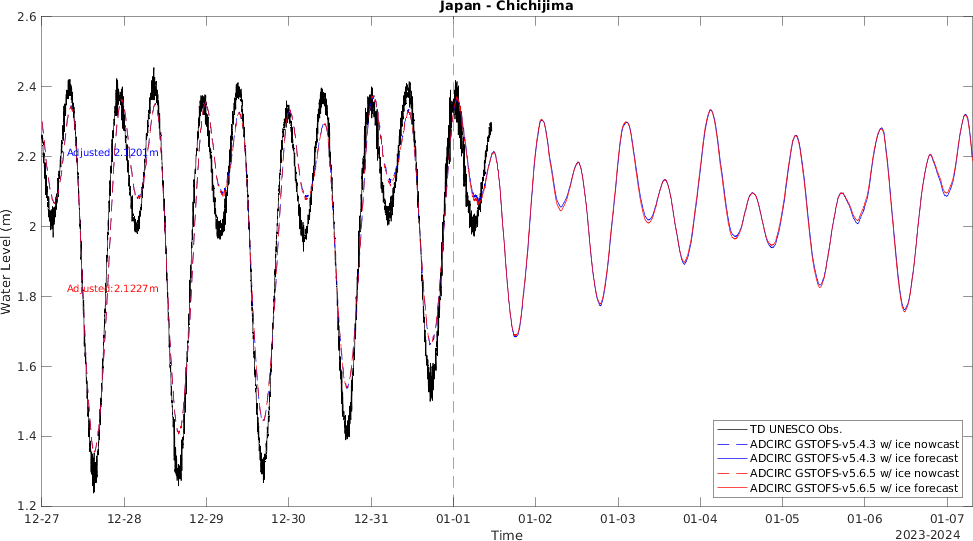 Japan - Chichijima
2.6
2.4
2.2
2
1.8
1.6
1.4
1.2
Water Level (m)
Adjusted:2.1201m
Adjusted:2.1227m
TD UNESCO Obs.
ADCIRC GSTOFS-v5.4.3 w/ ice nowcast
ADCIRC GSTOFS-v5.4.3 w/ ice forecast
ADCIRC GSTOFS-v5.6.5 w/ ice nowcast
ADCIRC GSTOFS-v5.6.5 w/ ice forecast
12-27 12-28 12-29 12-30 12-31 01-01 01-02 01-03 01-04 01-05 01-06 01-07
Time
2023-2024